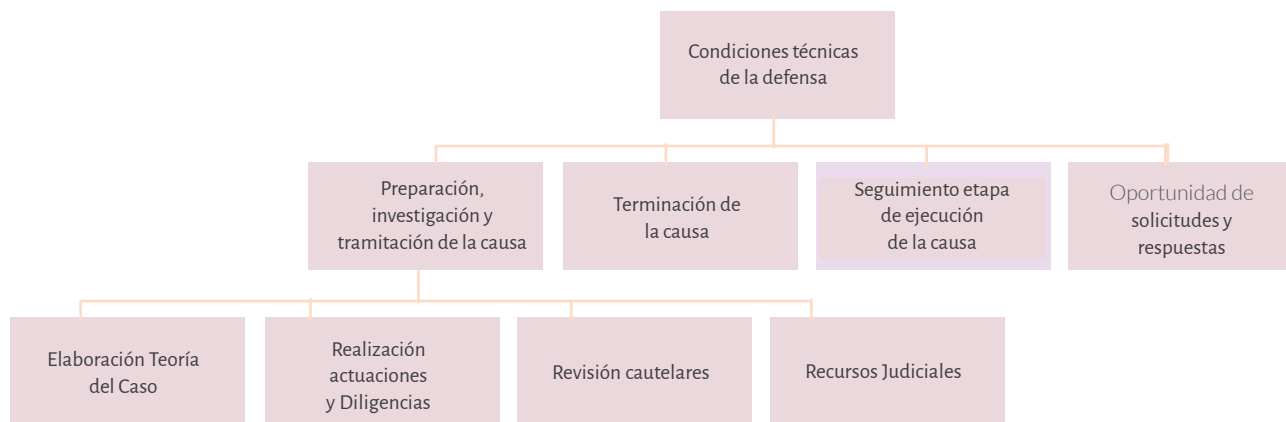 Condiciones técnicas
de la defensa
Preparación,
investigación y
tramitación de la causa
Terminación de
la causa
Seguimiento etapa
de ejecución
de la causa
Oportunidad de
solicitudes y
respuestas
Elaboración Teoría
del Caso
Realización
actuaciones
y Diligencias
Revisión cautelares
Recursos Judiciales